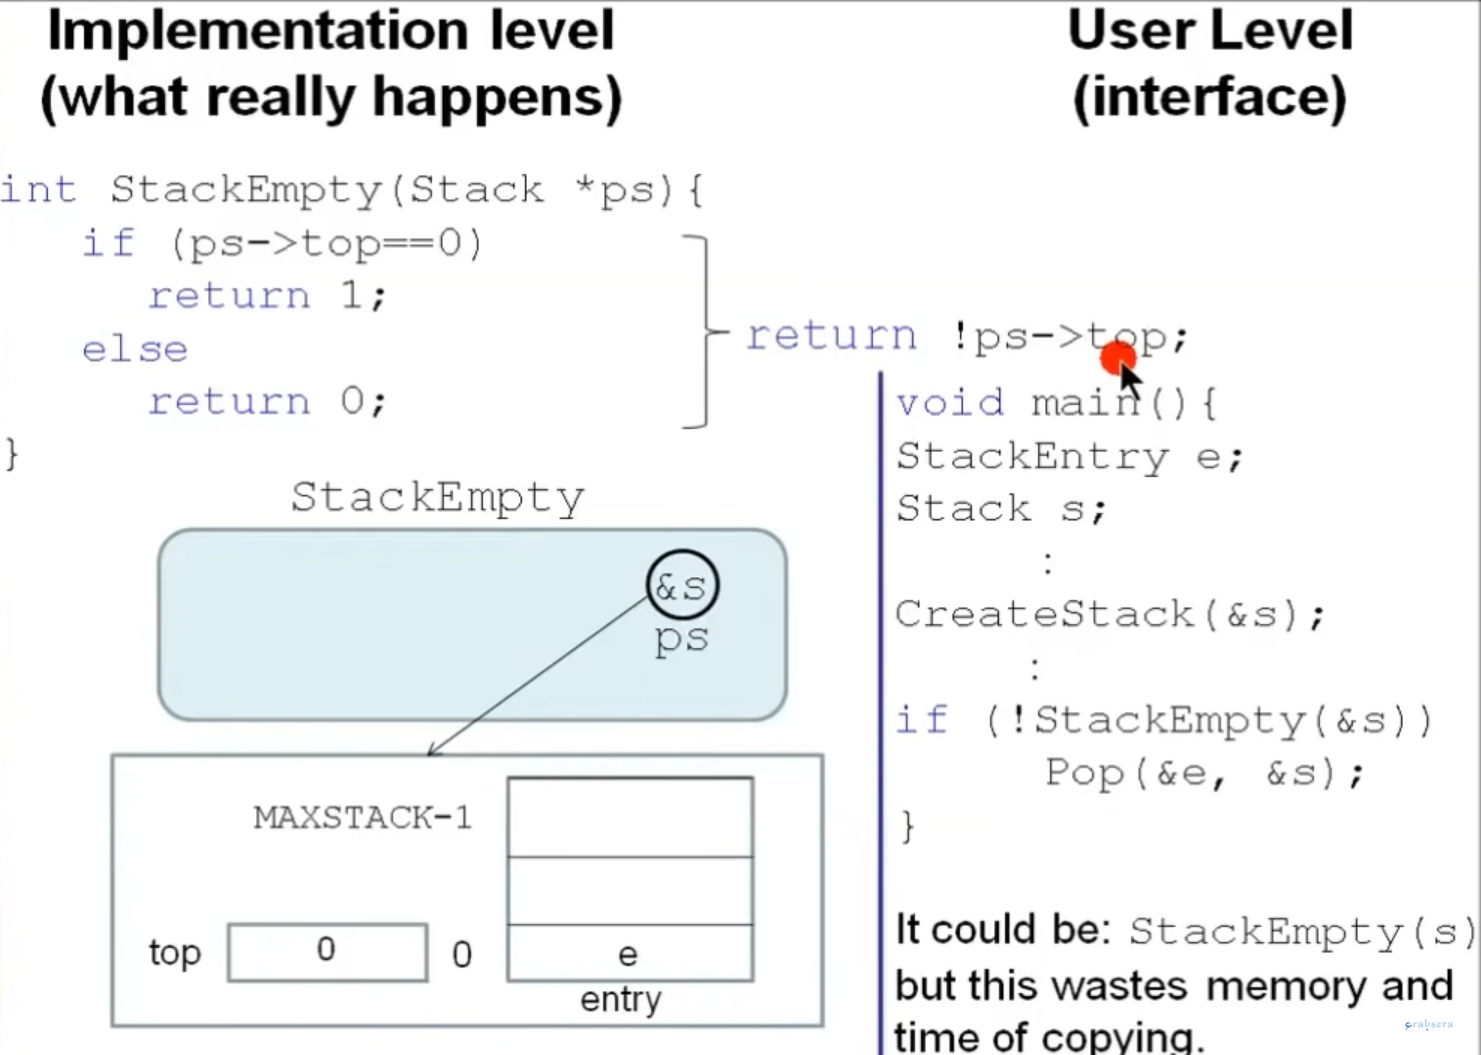 Implementation level
(what really happens)
User Level
(interface)
int StackEmpty(Stack *ps){
if (ps->top==0)
return 1;
else
return 0;
}
return !ps->top;
StackEmpty
&s
ps
MAXSTACK-1
top
0
0
e
entry
void main(){
StackEntry e;
Stack s;
:
CreateStack(&s);
:
if (!StackEmpty(&s))
Pop(&e, &s);
}
It could be: StackEmpty(s)
but this wastes memory and
time of copying.